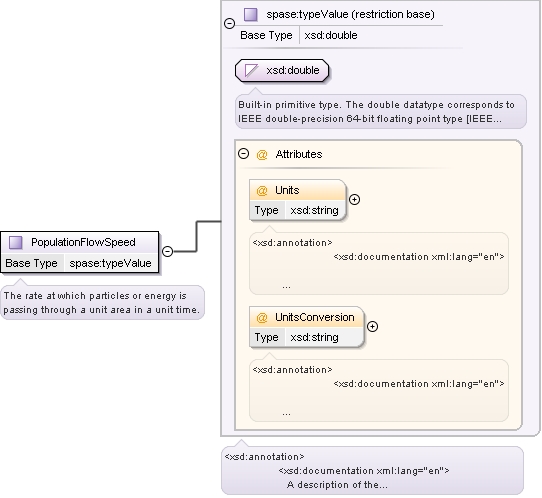 spase:typeValue (restriction base)
Base Type xsd:double
xsd:double
Built-in primitive type. The double datatype corresponds to
IEEE double-precision 64-bit floating point type [IEEE...
@ Attributes
@ Units
Type xsd:string
<xsd:annotation>
<xsd:documentation xml:lang="en">
...
PopulationFlowSpeed
Base Type spase:typeValue
The rate at which particles or energy is
passing through a unit area in a unit time.
@ UnitsConversion
Type xsd:string
<xsd:annotation>
<xsd:documentation xml:lang="en">
...
<xsd:annotation>
<xsd:documentation xml:lang="en">
A description of the...